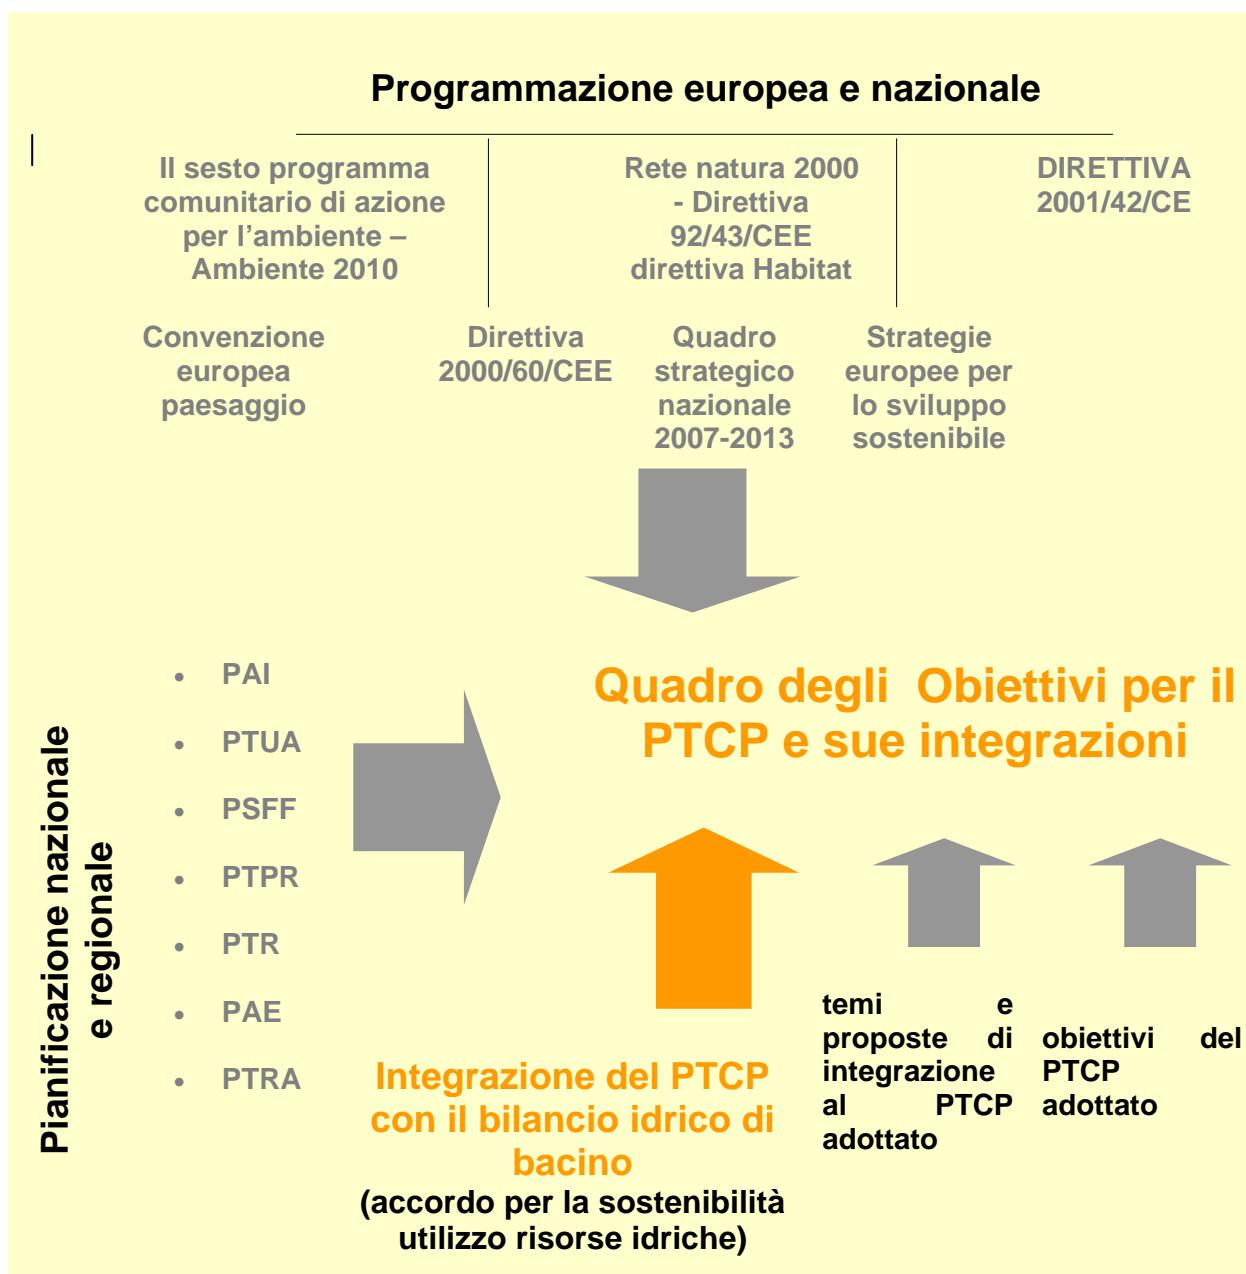 Programmazione europea e nazionale
Il sesto programma
comunitario di azione
per l'ambiente –
Ambiente 2010
Rete natura 2000
- Direttiva
92/43/CEE
direttiva Habitat
DIRETTIVA
2001/42/CE
Convenzione
europea
paesaggio
Direttiva
2000/60/CEE
Quadro
strategico
nazionale
2007-2013
Strategie
europee per
lo sviluppo
sostenibile
Pianificazione nazionale
e regionale
• PAI
• PTUA
• PSFF
• PTPR
• PTR
• PAE
• PTRA
Quadro degli Obiettivi per il
PTCP e sue integrazioni
Integrazione del PTCP
con il bilancio idrico di
bacino
(accordo per la sostenibilità
utilizzo risorse idriche)
temi e
proposte di
integrazione
al PTCP
adottato
obiettivi del
PTCP
adottato